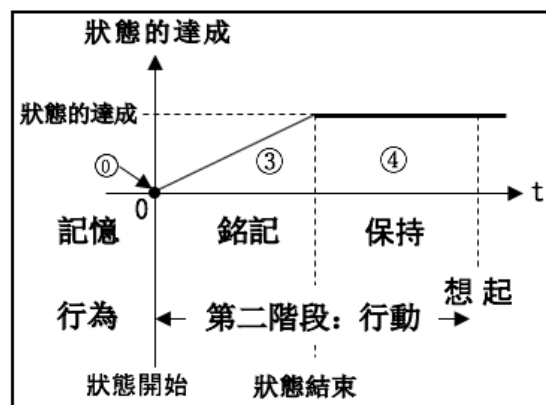 狀態的達成
狀態的達成
⓪
③
④
0
t
記憶
銘記
保持
想起
行為
第二階段：行動
狀態開始
狀態結束